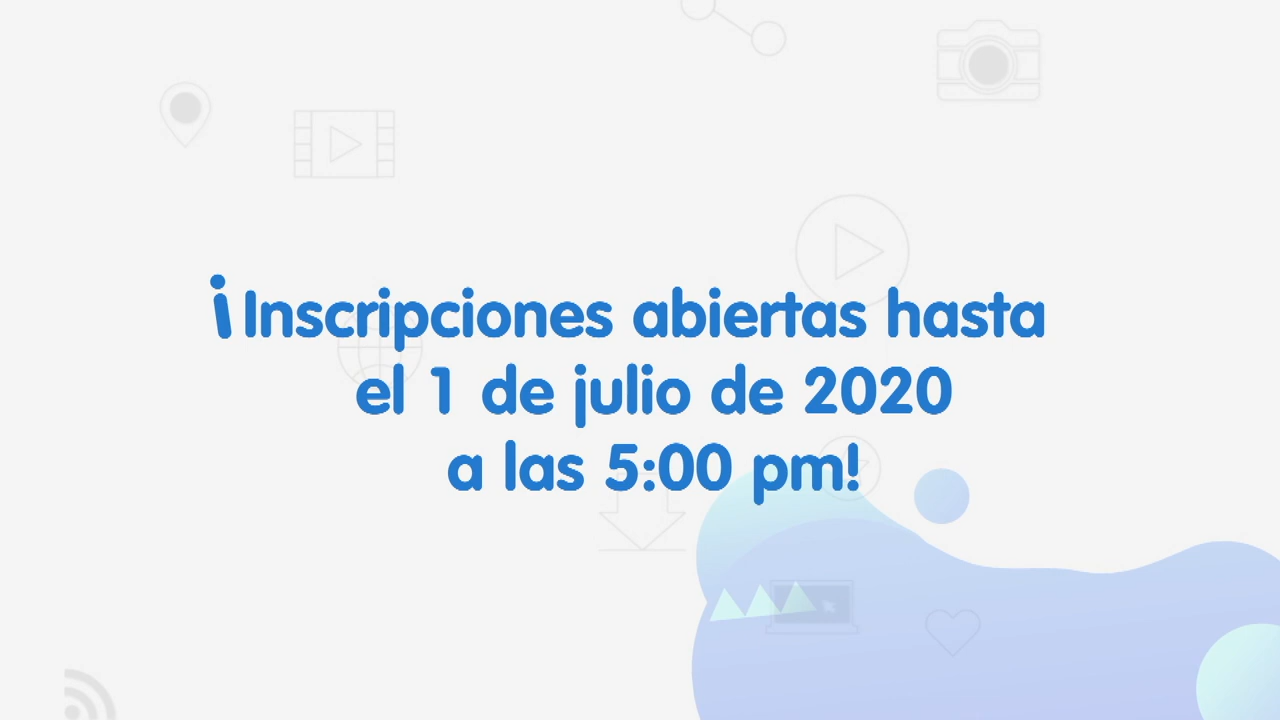 ¡Inscripciones abiertas hasta
el 1 de julio de 2020
a las 5:00 pm!